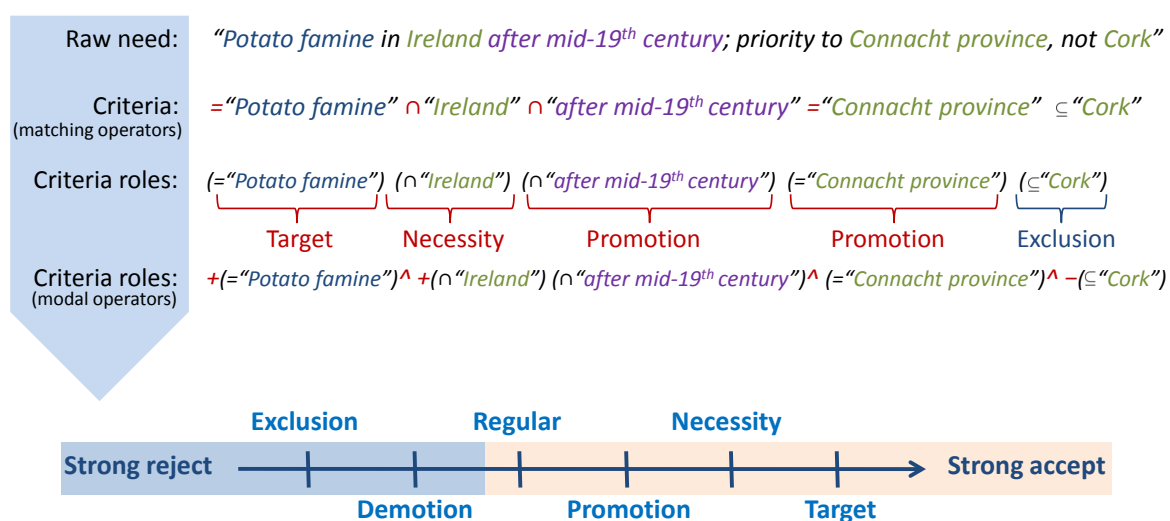 Raw need: “Potato famine in Ireland after mid-19th century; priority to Connacht province, not Cork”
Criteria: =“Potato famine” ∩“Ireland” ∩“after mid-19th century” =“Connacht province” ⊆“Cork”
(matching operators)
Criteria roles: (=“Potato famine”) (∩“Ireland”) (∩“after mid-19th century”) (=“Connacht province”) (⊆“Cork”)
Target Necessity Promotion Promotion Exclusion
Criteria roles: +(=“Potato famine”)^ +(∩“Ireland”) (∩“after mid-19th century”)^ (=“Connacht province”)^ −(⊆“Cork”)
(modal operators)
Exclusion Regular Necessity
Strong reject Strong accept
Demotion Promotion Target